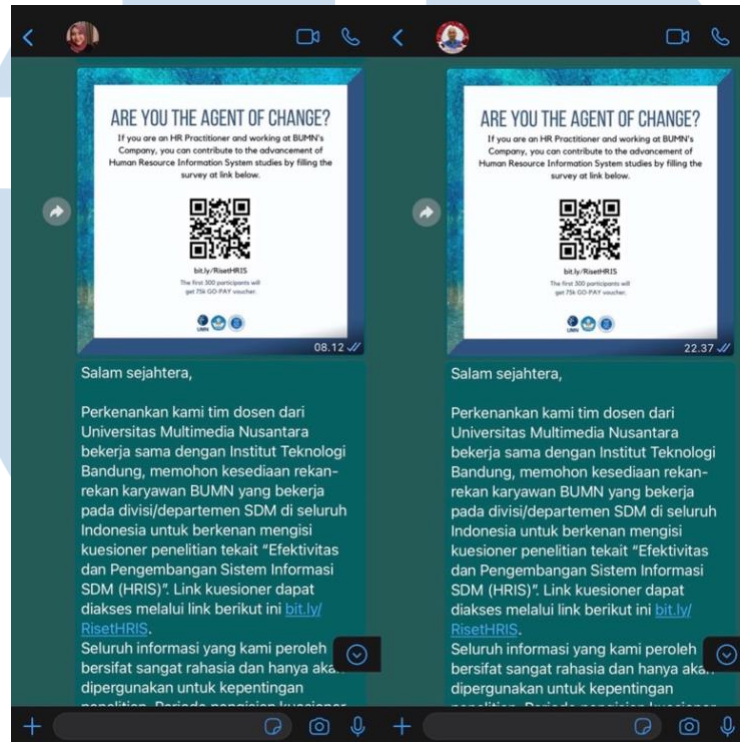 ARE YOU THE AGENT OF CHANGE?
If you are an HR Practitioner and working at BUMN's
Company, you can contribute to the advancement of
Human Resource Information System studies by filling the
survey at link below.
bit.ly/RisetHRIS
The first 300 participants will
get 75k GO-PAY voucher.
UMN
08.12
Salam sejahtera,
Perkenankan kami tim dosen dari
Universitas Multimedia Nusantara
bekerja sama dengan Institut Teknologi
Bandung, memohon kesediaan rekan-
rekan karyawan BUMN yang bekerja
pada divisi/departemen SDM di seluruh
Indonesia untuk berkenan mengisi
kuesioner penelitian tekait "Efektivitas
dan Pengembangan Sistem Informasi
SDM (HRIS)". Link kuesioner dapat
diakses melalui link berikut ini bit.ly/
RisetHRIS.
Seluruh informasi yang kami peroleh
bersifat sangat rahasia dan hanya aka
dipergunakan untuk kepentingan
ARE YOU THE AGENT OF CHANGE?
If you are an HR Practitioner and working at BUMN's
Company, you can contribute to the advancement of
Human Resource Information System studies by filling the
survey at link below.
bit.ly/RisetHRIS
The first 300 participants will
get 75k GO-PAY voucher.
UMN
22.37
Salam sejahtera,
Perkenankan kami tim dosen dari
Universitas Multimedia Nusantara
bekerja sama dengan Institut Teknologi
Bandung, memohon kesediaan rekan-
rekan karyawan BUMN yang bekerja
pada divisi/departemen SDM di seluruh
Indonesia untuk berkenan mengisi
kuesioner penelitian tekait "Efektivitas
dan Pengembangan Sistem Informasi
SDM (HRIS)". Link kuesioner dapat
diakses melalui link berikut ini bit.ly/
RisetHRIS.
Seluruh informasi yang kami peroleh
bersifat sangat rahasia dan hanya aka
dipergunakan untuk kepentingan